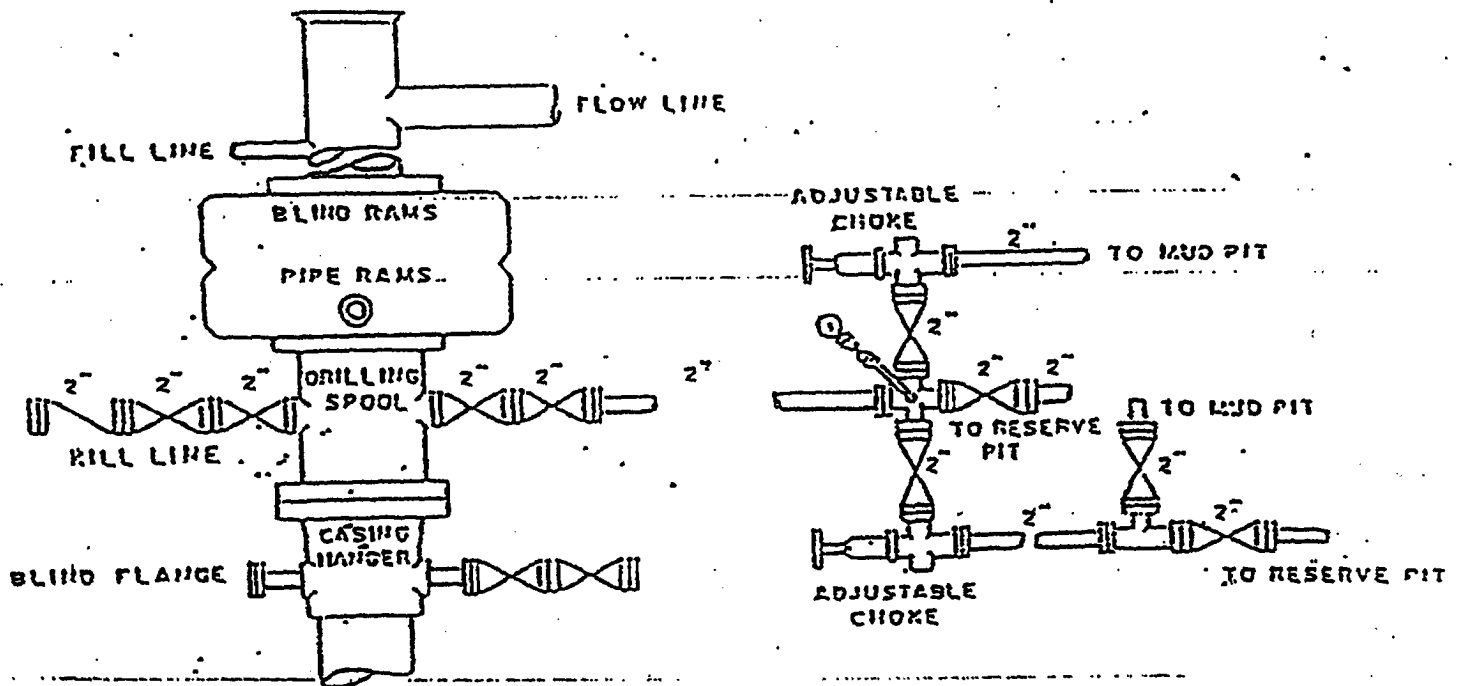 FLOW LINE
FILL LINE
BLIND RAMS
PIPE RAMS
ADJUSTABLE
CHOKE
2"
TO MUD PIT
2"
2" 2" 2"
DRILLING
SPOOL
2" 2"
2"
2" 2"
KILL LINE
TO RESERVE
PIT
TO MUD PIT
2"
2"
CASING
HANGER
BLIND FLANGE
2"
2"
ADJUSTABLE
CHOKE
TO RESERVE PIT